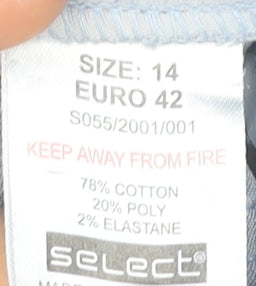 SIZE: 14
EURO 42
S055/2001/001
KEEP AWAY FROM FIRE
78% COTTON
20% POLY
2% ELASTANE
select®